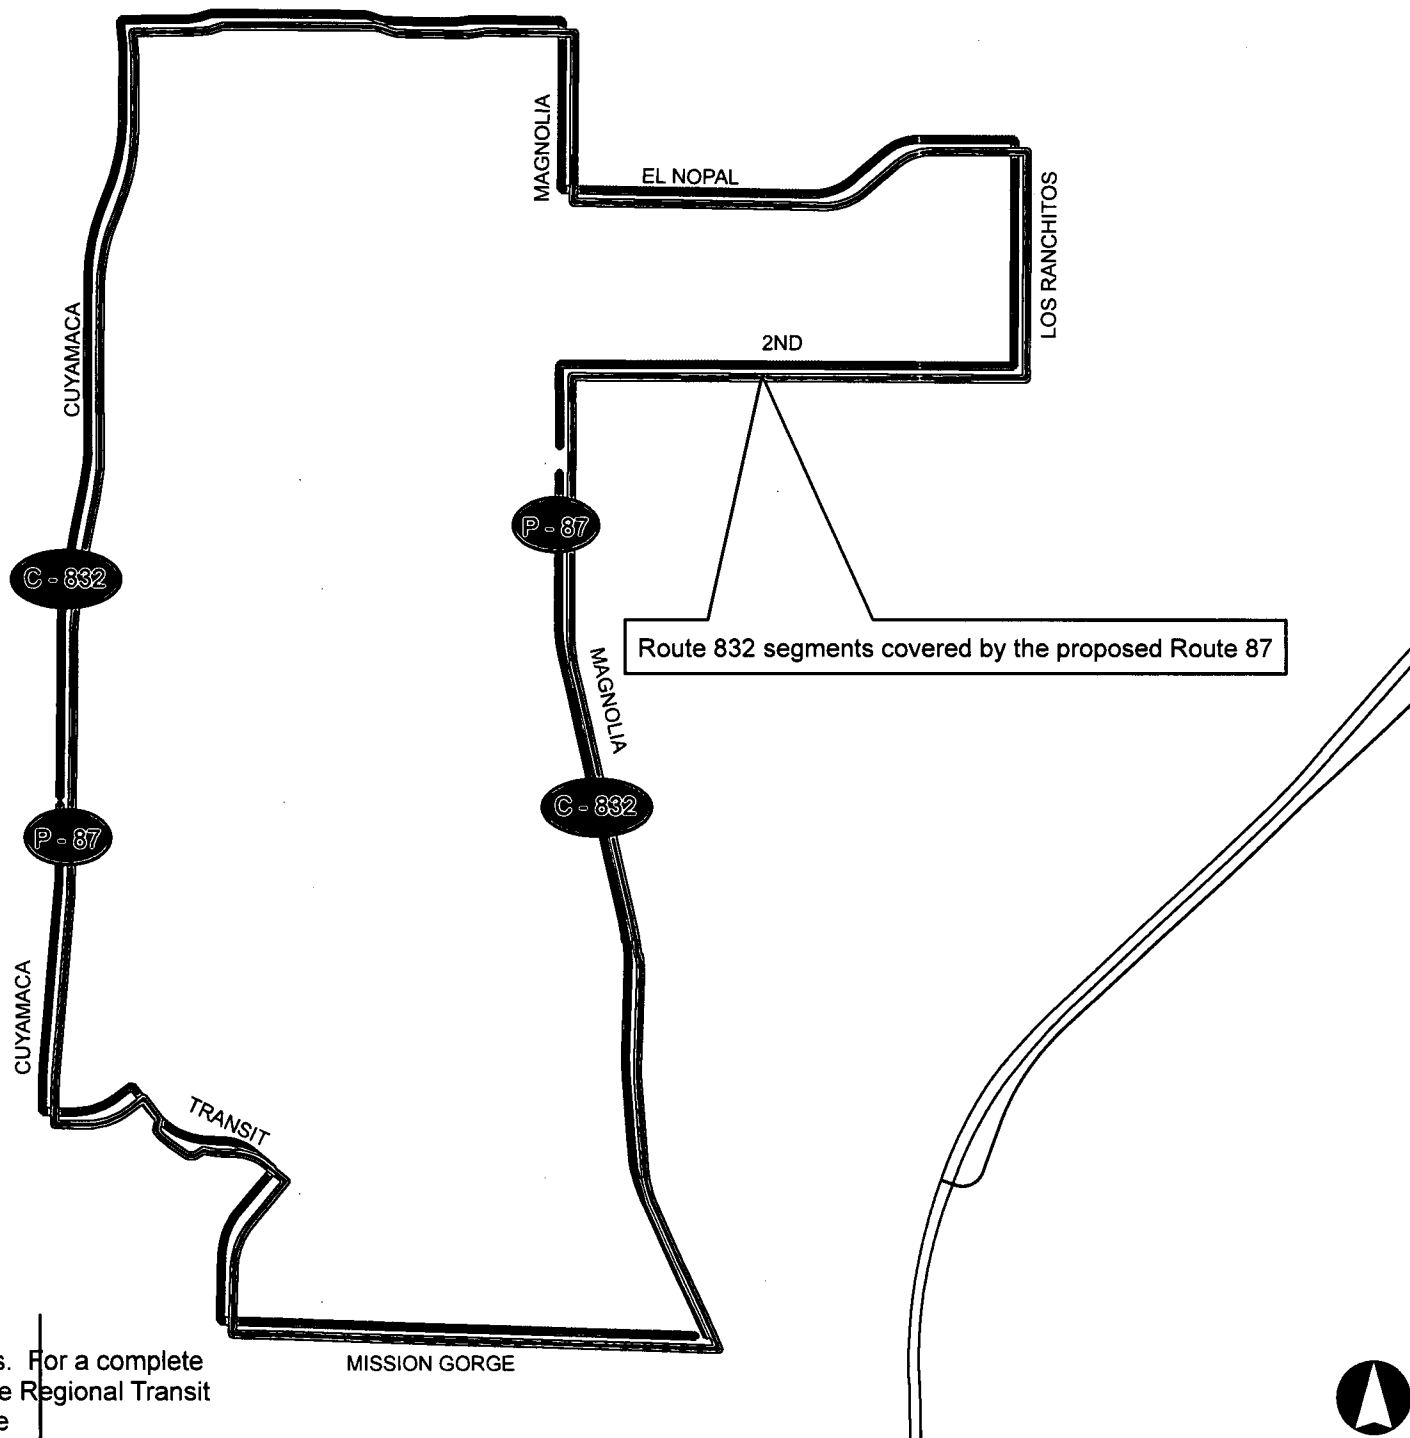 MAGNOLIA
EL NOPAL
LOS RANCHITOS
CUYAMACA
2ND
P - 87
C - 832
Route 832 segments covered by the proposed Route 87
MAGNOLIA
C - 832
P - 87
CUYAMACA
TRANSIT
MISSION GORGE
s. For a complete
e Regional Transit
e